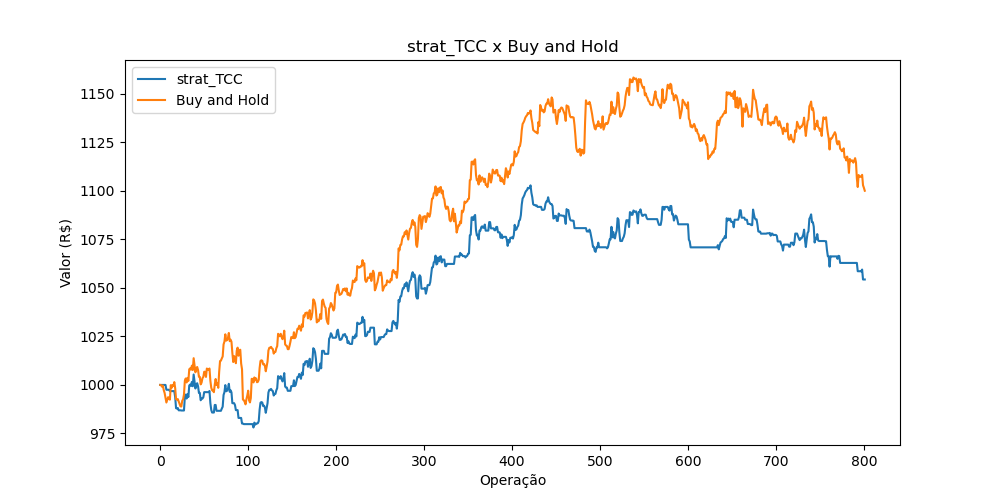 strat_TCC x Buy and Hold
strat_TCC
Buy and Hold
Valor (R$)
1150
1125
1100
1075
1050
1025
1000
975
0 100 200 300 400 500 600 700 800
Operação